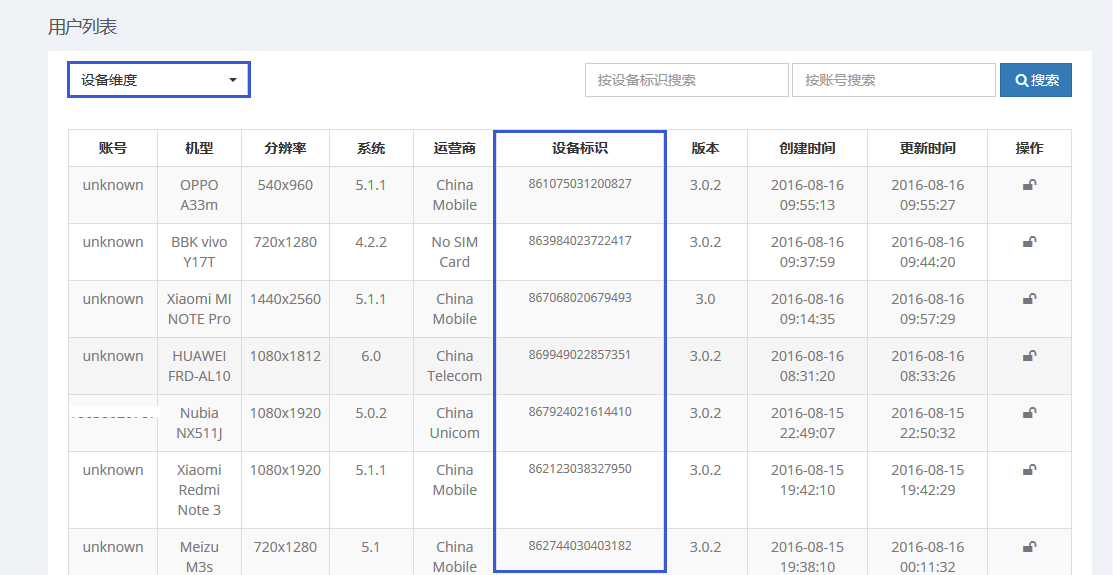 用户列表
设备维度
按设备标识搜索
按账号搜索
搜索
账号 机型 分辨率 系统 运营商 设备标识 版本 创建时间 更新时间 操作
unknown OPPO 540x960 5.1.1 China 861075031200827 3.0.2 2016-08-16 2016-08-16
A33m Mobile 09:55:13 09:55:27
unknown BBK vivo 720x1280 4.2.2 No SIM 863984023722417 3.0.2 2016-08-16 2016-08-16
Y17T Card 09:37:59 09:44:20
unknown Xiaomi MI 1440x2560 5.1.1 China 867068020679493 3.0 2016-08-16 2016-08-16
NOTE Pro Mobile 09:14:35 09:57:29
unknown HUAWEI 1080x1812 6.0 China 869949022857351 3.0.2 2016-08-16 2016-08-16
FRD-AL10 Telecom 08:31:20 08:33:26
Nubia 1080x1920 5.0.2 China 867924021614410 3.0.2 2016-08-15 2016-08-15
NX511J Unicom 22:49:07 22:50:32
unknown Xiaomi 1080x1920 5.1.1 China 862123038327950 3.0.2 2016-08-15 2016-08-15
Redmi Mobile 19:42:10 19:42:29
Note 3
unknown Meizu 720x1280 5.1 China 862744030403182 3.0.2 2016-08-15 2016-08-16
M3s Mobile 19:38:10 00:11:32